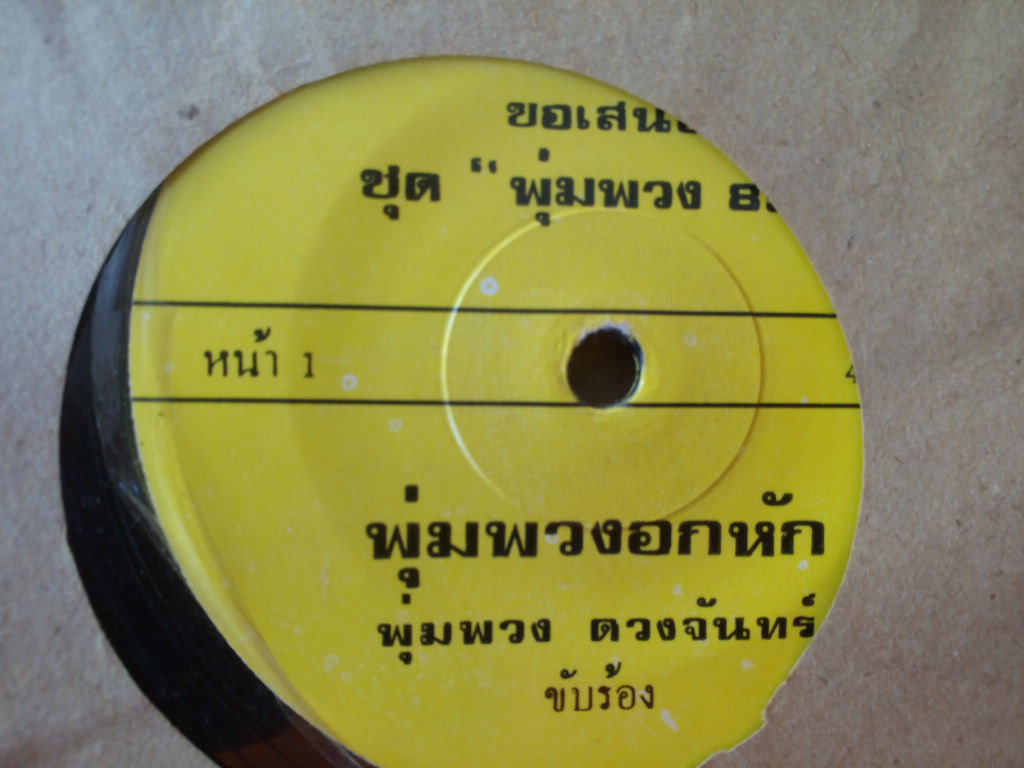 ขอเสนอ
ชุด "พุ่มพวง 8
หน้า 1
พุ่มพวงอกหัก
พุ่มพวง ดวงจันทร์
ขับร้อง